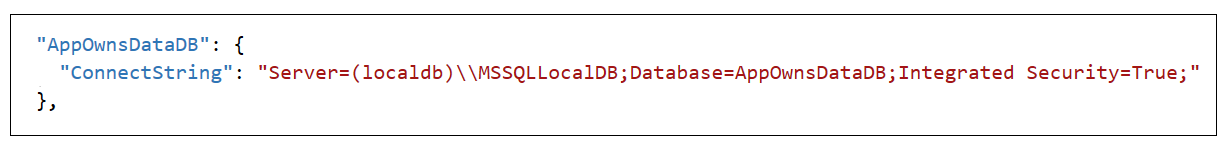 "AppOwnsDataDB": {
"ConnectString": "Server=(localdb)\\MSSQLLocalDB;Database=AppOwnsDataDB;Integrated Security=True;"
},